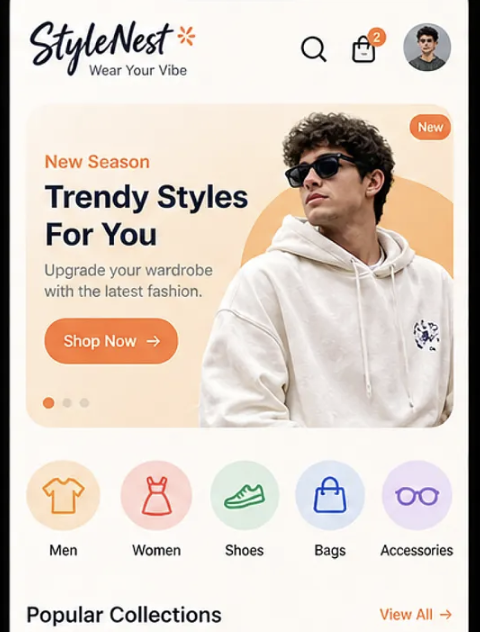 StyleNest
Wear Your Vibe
2
New
New Season
Trendy Styles
For You
Upgrade your wardrobe
with the latest fashion.
Shop Now →
Men
Women
Shoes
Bags
Accessories
Popular Collections
View All →